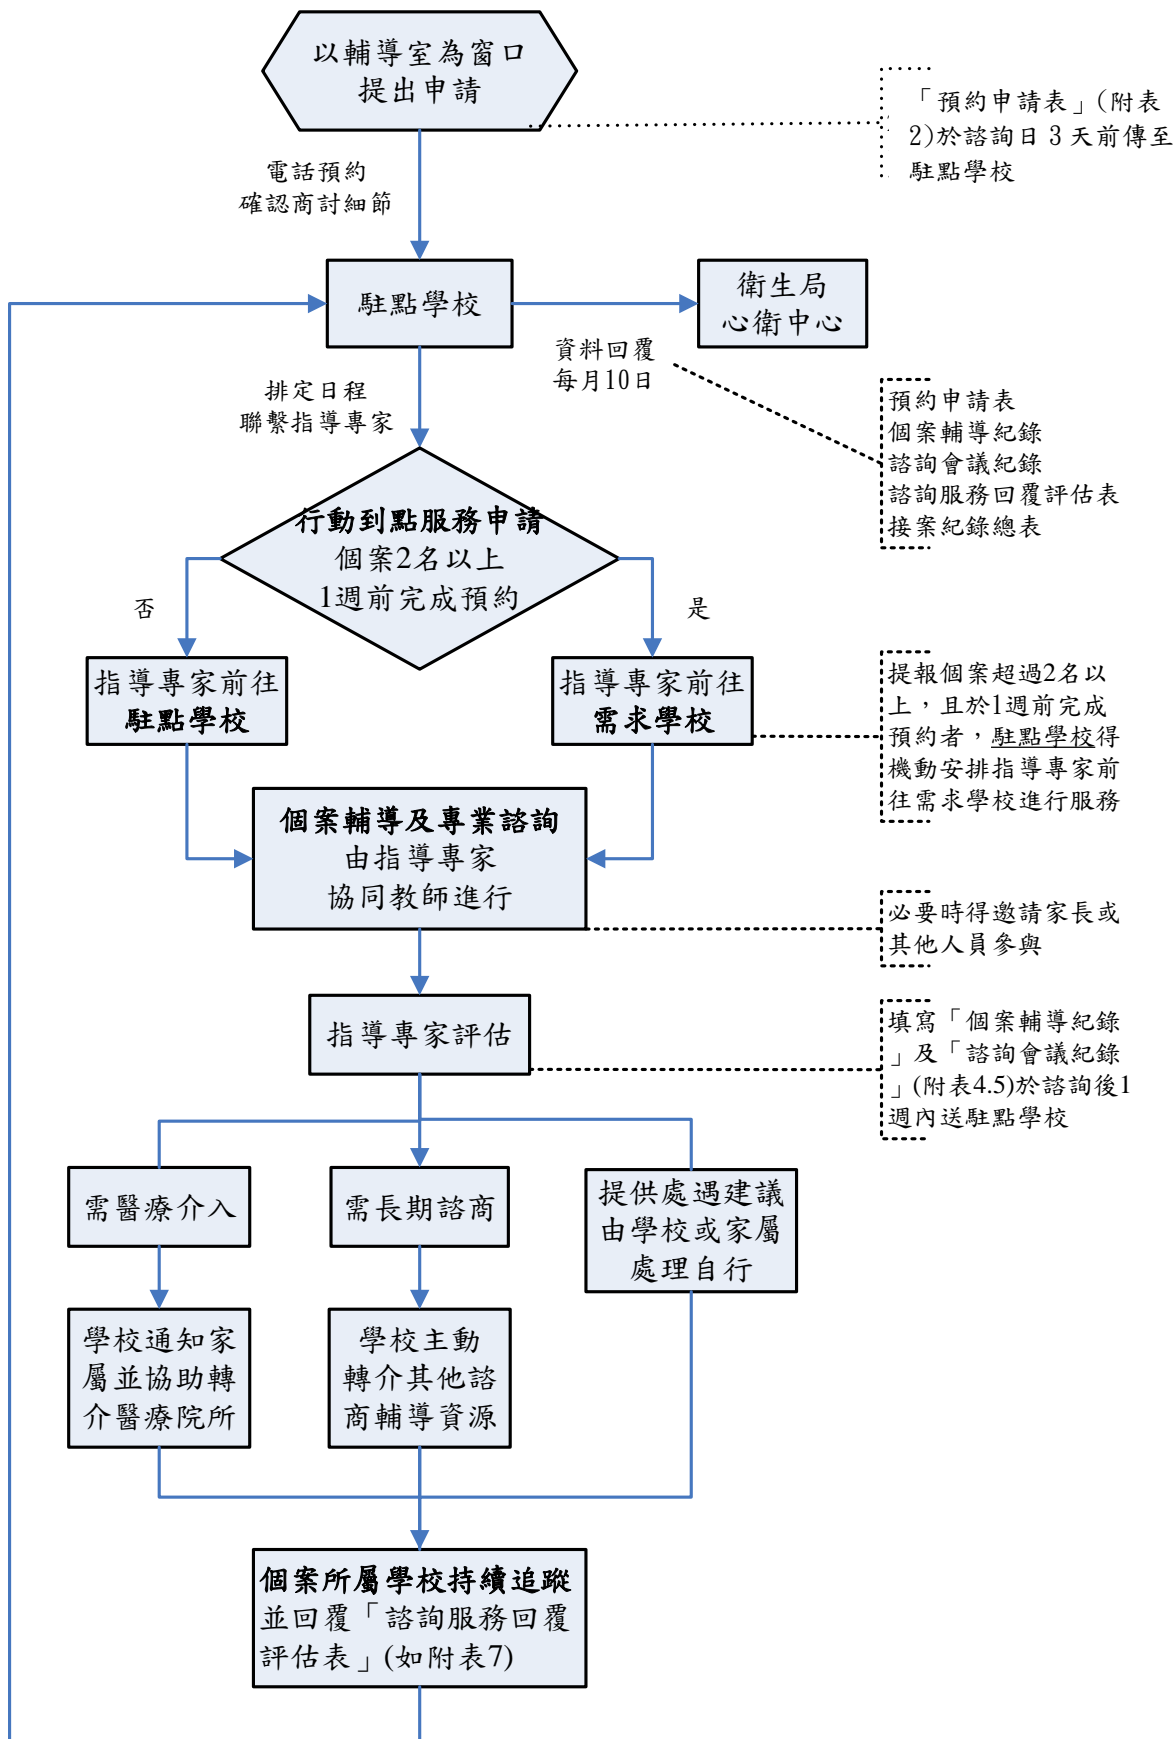 以輔導室為窗口
提出申請
「預約申請表」(附表
2)於諮詢日 3 天前傳至
駐點學校
電話預約
確認商討細節
駐點學校
衛生局
心衛中心
資料回覆
每月10日
排定日程
聯繫指導專家
預約申請表
個案輔導紀錄
諮詢會議紀錄
諮詢服務回覆評估表
接案紀錄總表
行動到點服務申請
個案2名以上
1週前完成預約
否
是
指導專家前往
駐點學校
指導專家前往
需求學校
提報個案超過2名以
上，且於1週前完成
預約者，駐點學校得
機動安排指導專家前
往需求學校進行服務
個案輔導及專業諮詢
由指導專家
協同教師進行
必要時得邀請家長或
其他人員參與
指導專家評估
填寫「個案輔導紀錄
」及「諮詢會議紀錄
」(附表4.5)於諮詢後1
週內送駐點學校
需醫療介入
需長期諮商
提供處遇建議
由學校或家屬
處理自行
學校通知家
屬並協助轉
介醫療院所
學校主動
轉介其他諮
商輔導資源
個案所屬學校持續追蹤
並回覆「諮詢服務回覆
評估表」(如附表7)